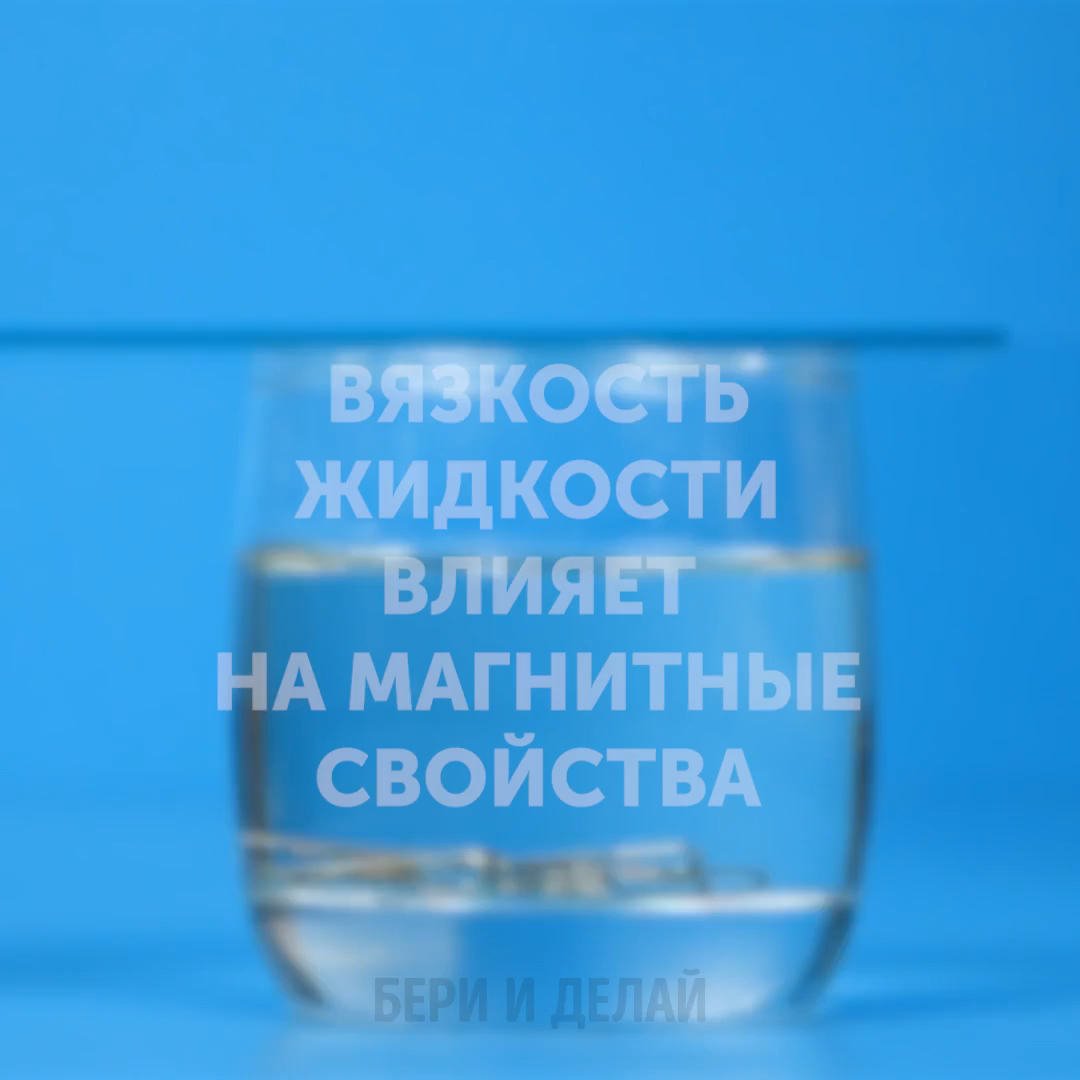 ВЯЗКОСТЬ
ЖИДКОСТИ
ВЛИЯЕТ
НА МАГНИТНЫЕ
СВОЙСТВА
БЕРИ И ДЕЛАЙ